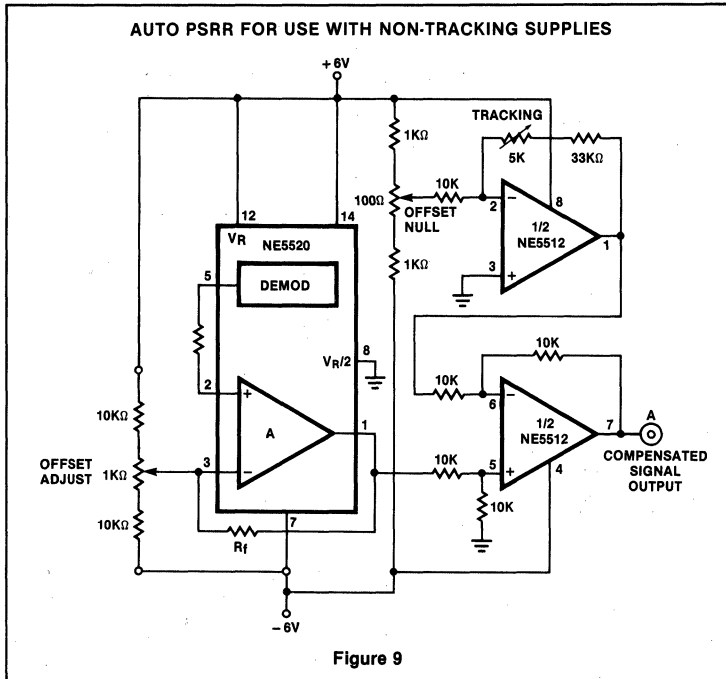 AUTO PSRR FOR USE WITH NON-TRACKING SUPPLIES
+6V
TRACKING
1KΩ
5K
33KΩ
10K
100Ω
OFFSET
NULL
2
−
8
1/2
NE5512
1
3
+
1KΩ
12
14
VR
NE5520
5
DEMOD
VR/2
8
2
+
A
1
3
−
7
Rf
10KΩ
OFFSET
ADJUST
1KΩ
10KΩ
−6V
10K
10K
6
−
1/2
NE5512
7
A
COMPENSATED
SIGNAL
OUTPUT
10K
5
+
4
10K
Figure 9